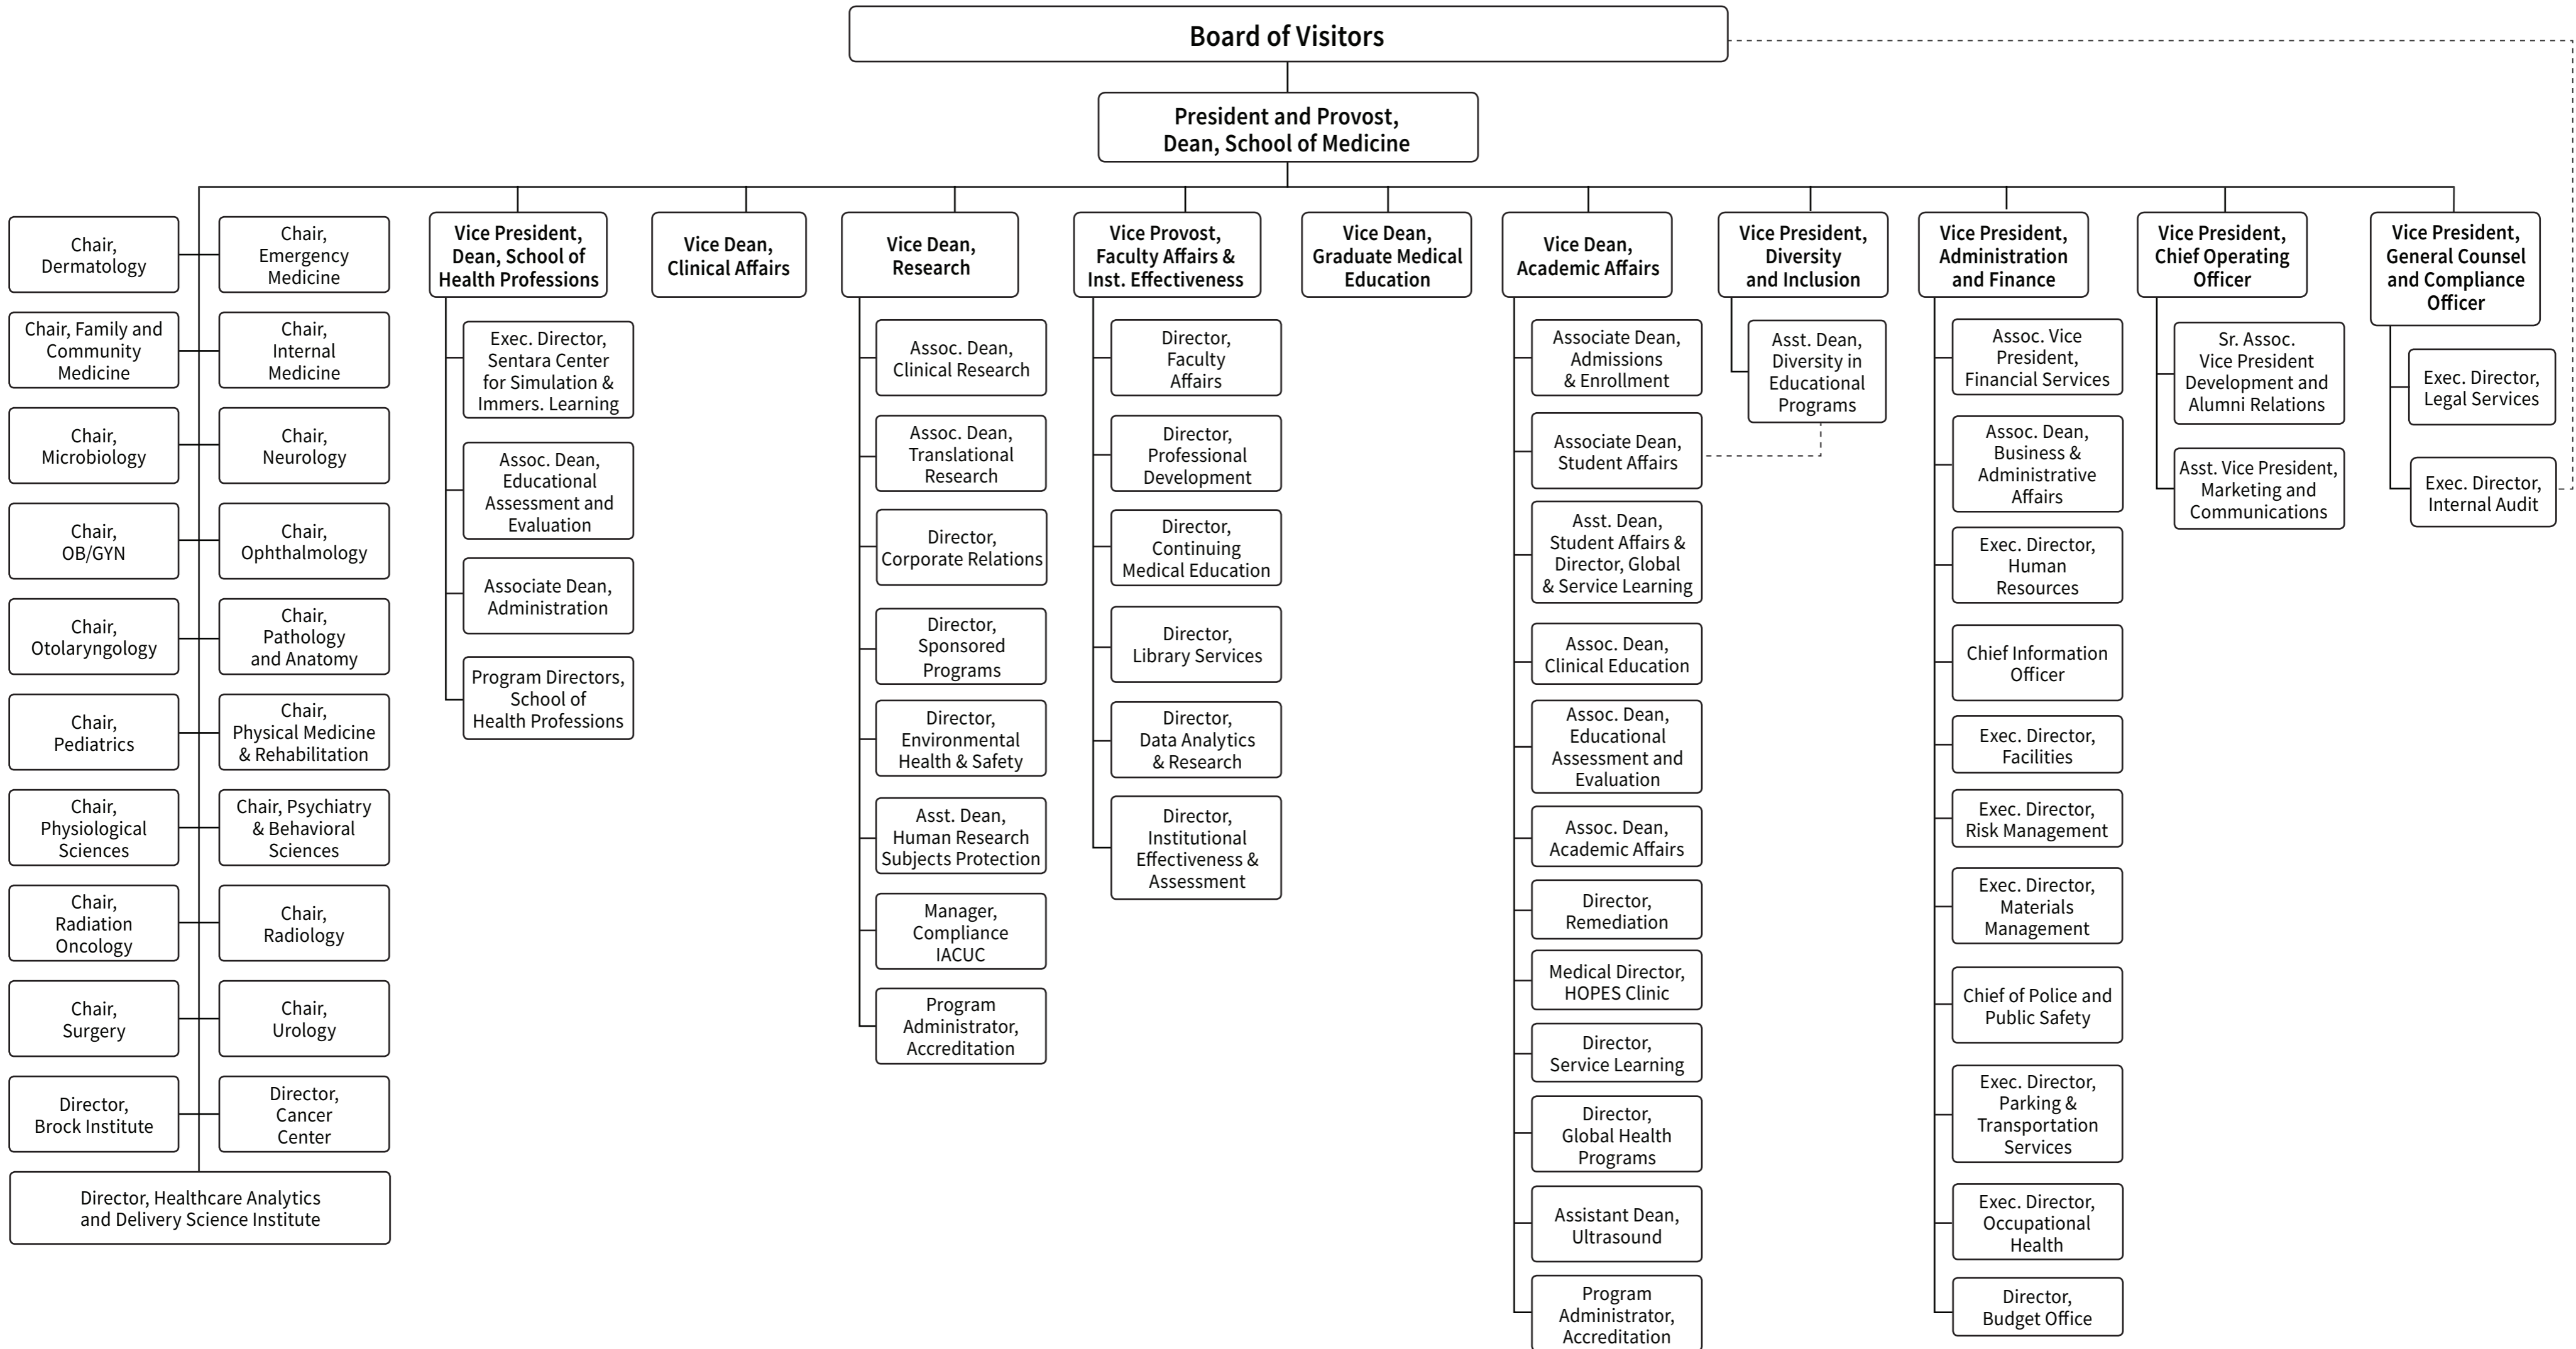 Board of Visitors
President and Provost,
Dean, School of Medicine
Chair,
Dermatology
Chair,
Emergency
Medicine
Chair, Family and
Community
Medicine
Chair,
Internal
Medicine
Chair,
Microbiology
Chair,
Neurology
Chair,
OB/GYN
Chair,
Ophthalmology
Chair,
Otolaryngology
Chair,
Pathology
and Anatomy
Chair,
Pediatrics
Chair,
Physical Medicine
& Rehabilitation
Chair,
Physiological
Sciences
Chair, Psychiatry
& Behavioral
Sciences
Chair,
Radiation
Oncology
Chair,
Radiology
Chair,
Surgery
Chair,
Urology
Director,
Brock Institute
Director,
Cancer
Center
Director, Healthcare Analytics
and Delivery Science Institute
Vice President,
Dean, School of
Health Professions
Exec. Director,
Sentara Center
for Simulation &
Immers. Learning
Assoc. Dean,
Educational
Assessment and
Evaluation
Associate Dean,
Administration
Program Directors,
School of
Health Professions
Vice Dean,
Clinical Affairs
Vice Dean,
Research
Assoc. Dean,
Clinical Research
Assoc. Dean,
Translational
Research
Director,
Corporate Relations
Director,
Sponsored
Programs
Director,
Environmental
Health & Safety
Asst. Dean,
Human Research
Subjects Protection
Manager,
Compliance
IACUC
Program
Administrator,
Accreditation
Vice Provost,
Faculty Affairs &
Inst. Effectiveness
Director,
Faculty
Affairs
Director,
Professional
Development
Director,
Continuing
Medical Education
Director,
Library Services
Director,
Data Analytics
& Research
Director,
Institutional
Effectiveness &
Assessment
Vice Dean,
Graduate Medical
Education
Vice Dean,
Academic Affairs
Associate Dean,
Admissions
& Enrollment
Associate Dean,
Student Affairs
Asst. Dean,
Student Affairs &
Director, Global
& Service Learning
Assoc. Dean,
Clinical Education
Assoc. Dean,
Educational
Assessment and
Evaluation
Assoc. Dean,
Academic Affairs
Director,
Remediation
Medical Director,
HOPES Clinic
Director,
Service Learning
Director,
Global Health
Programs
Assistant Dean,
Ultrasound
Program
Administrator,
Accreditation
Vice President,
Diversity
and Inclusion
Asst. Dean,
Diversity in
Educational
Programs
Vice President,
Administration
and Finance
Assoc. Vice
President,
Financial Services
Assoc. Dean,
Business &
Administrative
Affairs
Exec. Director,
Human
Resources
Chief Information
Officer
Exec. Director,
Facilities
Exec. Director,
Risk Management
Exec. Director,
Materials
Management
Chief of Police and
Public Safety
Exec. Director,
Parking &
Transportation
Services
Exec. Director,
Occupational
Health
Director,
Budget Office
Vice President,
Chief Operating
Officer
Sr. Assoc.
Vice President
Development and
Alumni Relations
Asst. Vice President,
Marketing and
Communications
Vice President,
General Counsel
and Compliance
Officer
Exec. Director,
Legal Services
Exec. Director,
Internal Audit